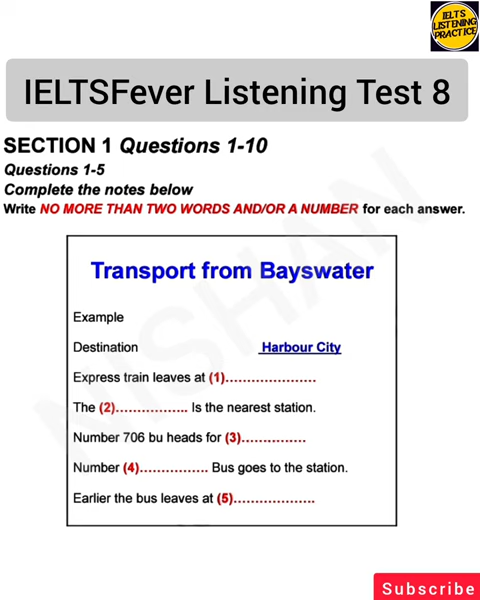 IELTS
LISTENING
PRACTICE
IELTSFever Listening Test 8
SECTION 1 Questions 1-10
Questions 1-5
Complete the notes below
Write NO MORE THAN TWO WORDS AND/OR A NUMBER for each answer.
Transport from Bayswater
Example
Destination Harbour City
Express train leaves at (1).....................
The (2)................. Is the nearest station.
Number 706 bu heads for (3)...............
Number (4)................ Bus goes to the station.
Earlier the bus leaves at (5)...................
NISHAN
Subscribe